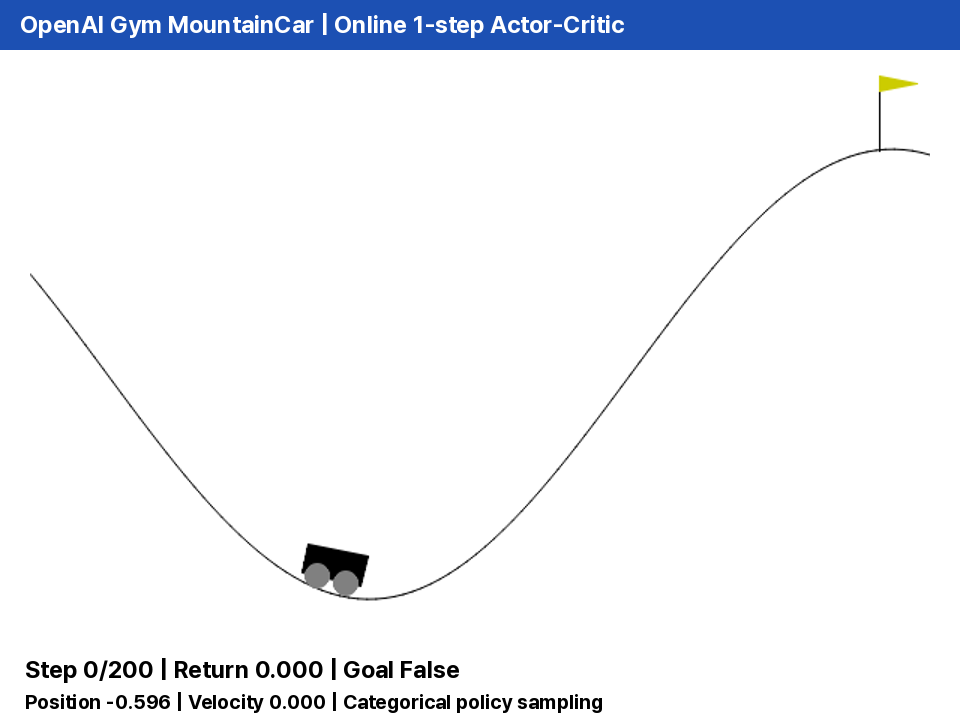 OpenAI Gym MountainCar | Online 1-step Actor-Critic
Step 0/200 | Return 0.000 | Goal False
Position -0.596 | Velocity 0.000 | Categorical policy sampling